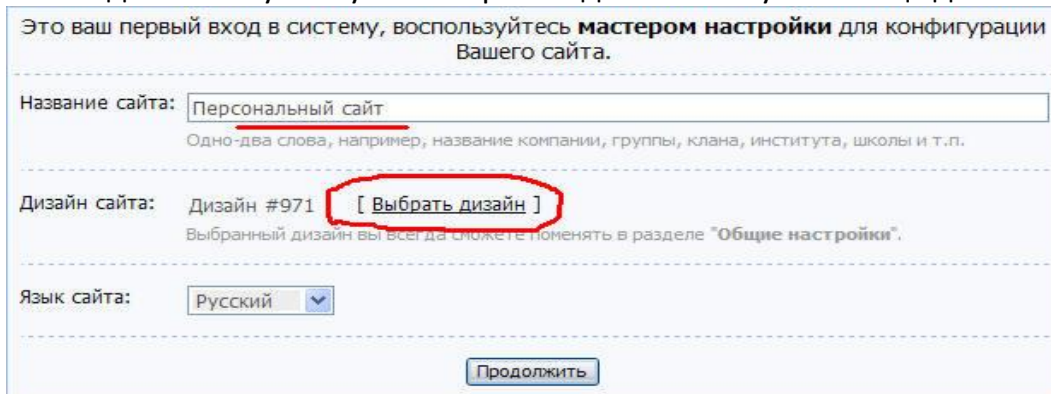 Это ваш первый вход в систему, воспользуйтесь мастером настройки для конфигурации
Вашего сайта.
Название сайта: Персональный сайт
Одно-два слова, например, название компании, группы, клана, института, школы и т.п.
Дизайн сайта: Дизайн #971 [ Выбрать дизайн ]
Выбранный дизайн вы всегда сможете поменять в разделе "Общие настройки".
Язык сайта: Русский
Продолжить